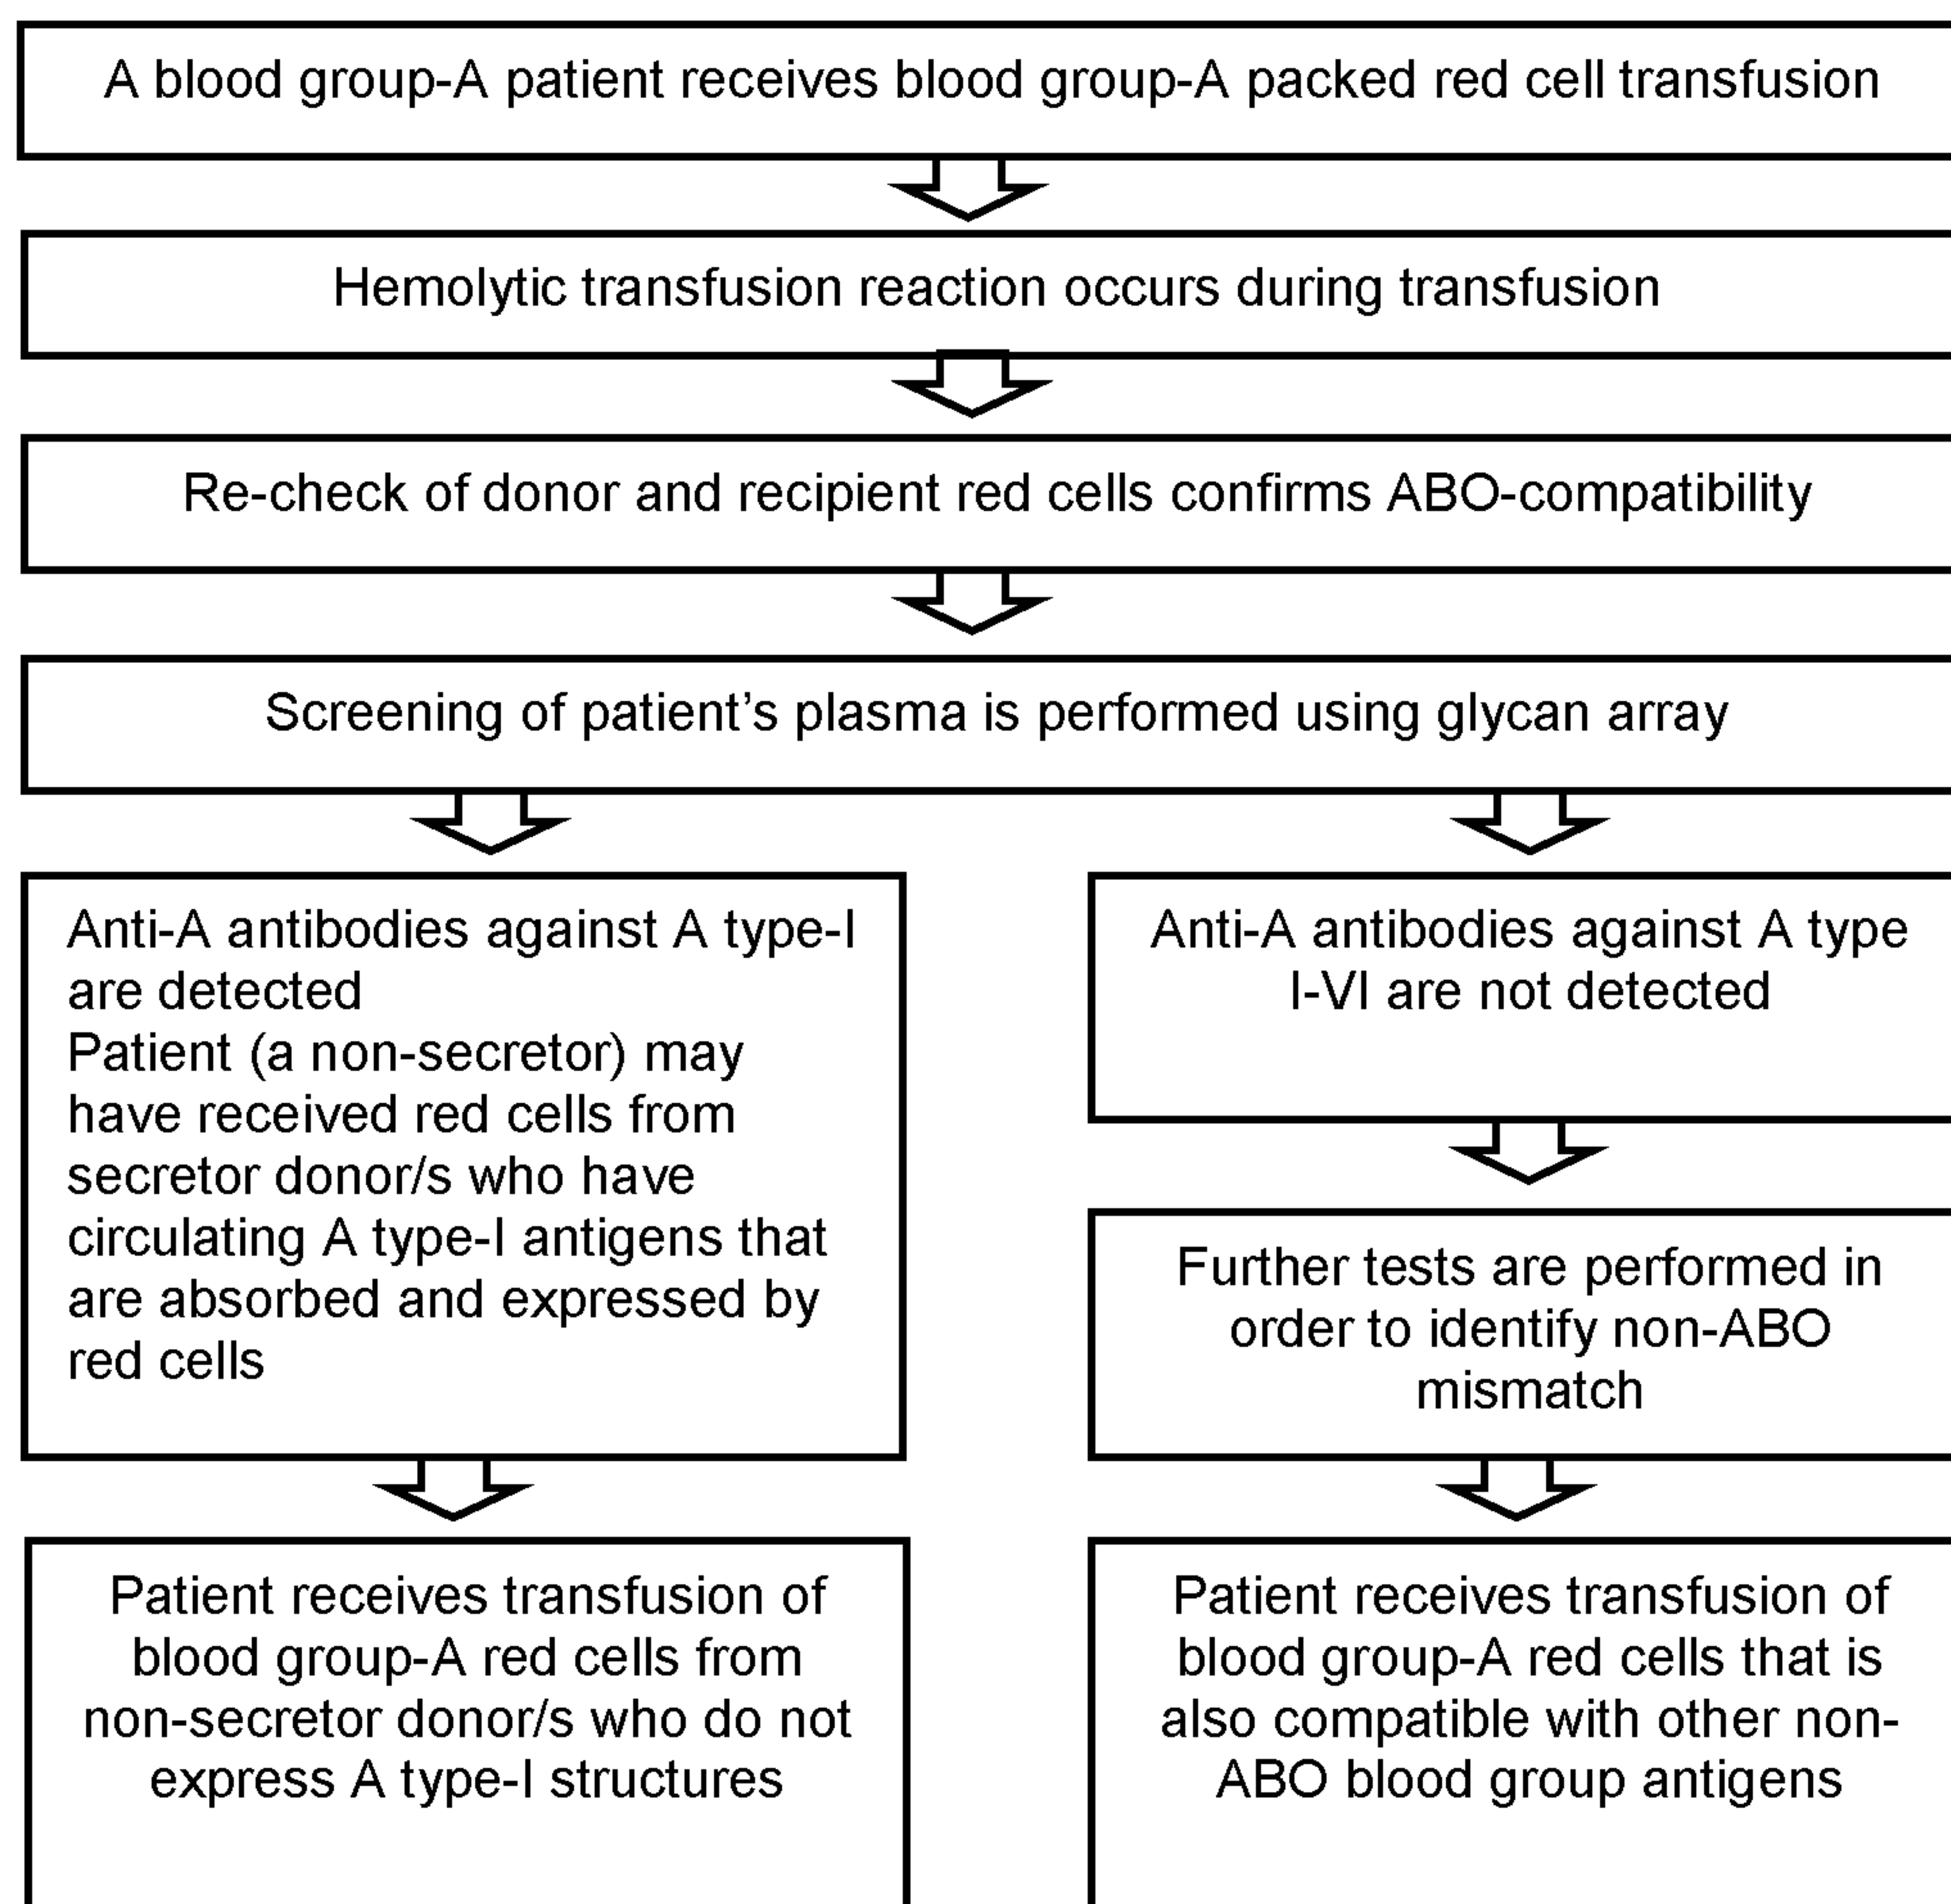 A blood group-A patient receives blood group-A packed red cell transfusion
Hemolytic transfusion reaction occurs during transfusion
Re-check of donor and recipient red cells confirms ABO-compatibility
Screening of patient’s plasma is performed using glycan array
Anti-A antibodies against A type-I
are detected
Patient (a non-secretor) may
have received red cells from
secretor donor/s who have
circulating A type-I antigens that
are absorbed and expressed by
red cells
Patient receives transfusion of
blood group-A red cells from
non-secretor donor/s who do not
express A type-I structures
Anti-A antibodies against A type
I-VI are not detected
Further tests are performed in
order to identify non-ABO
mismatch
Patient receives transfusion of
blood group-A red cells that is
also compatible with other non-
ABO blood group antigens